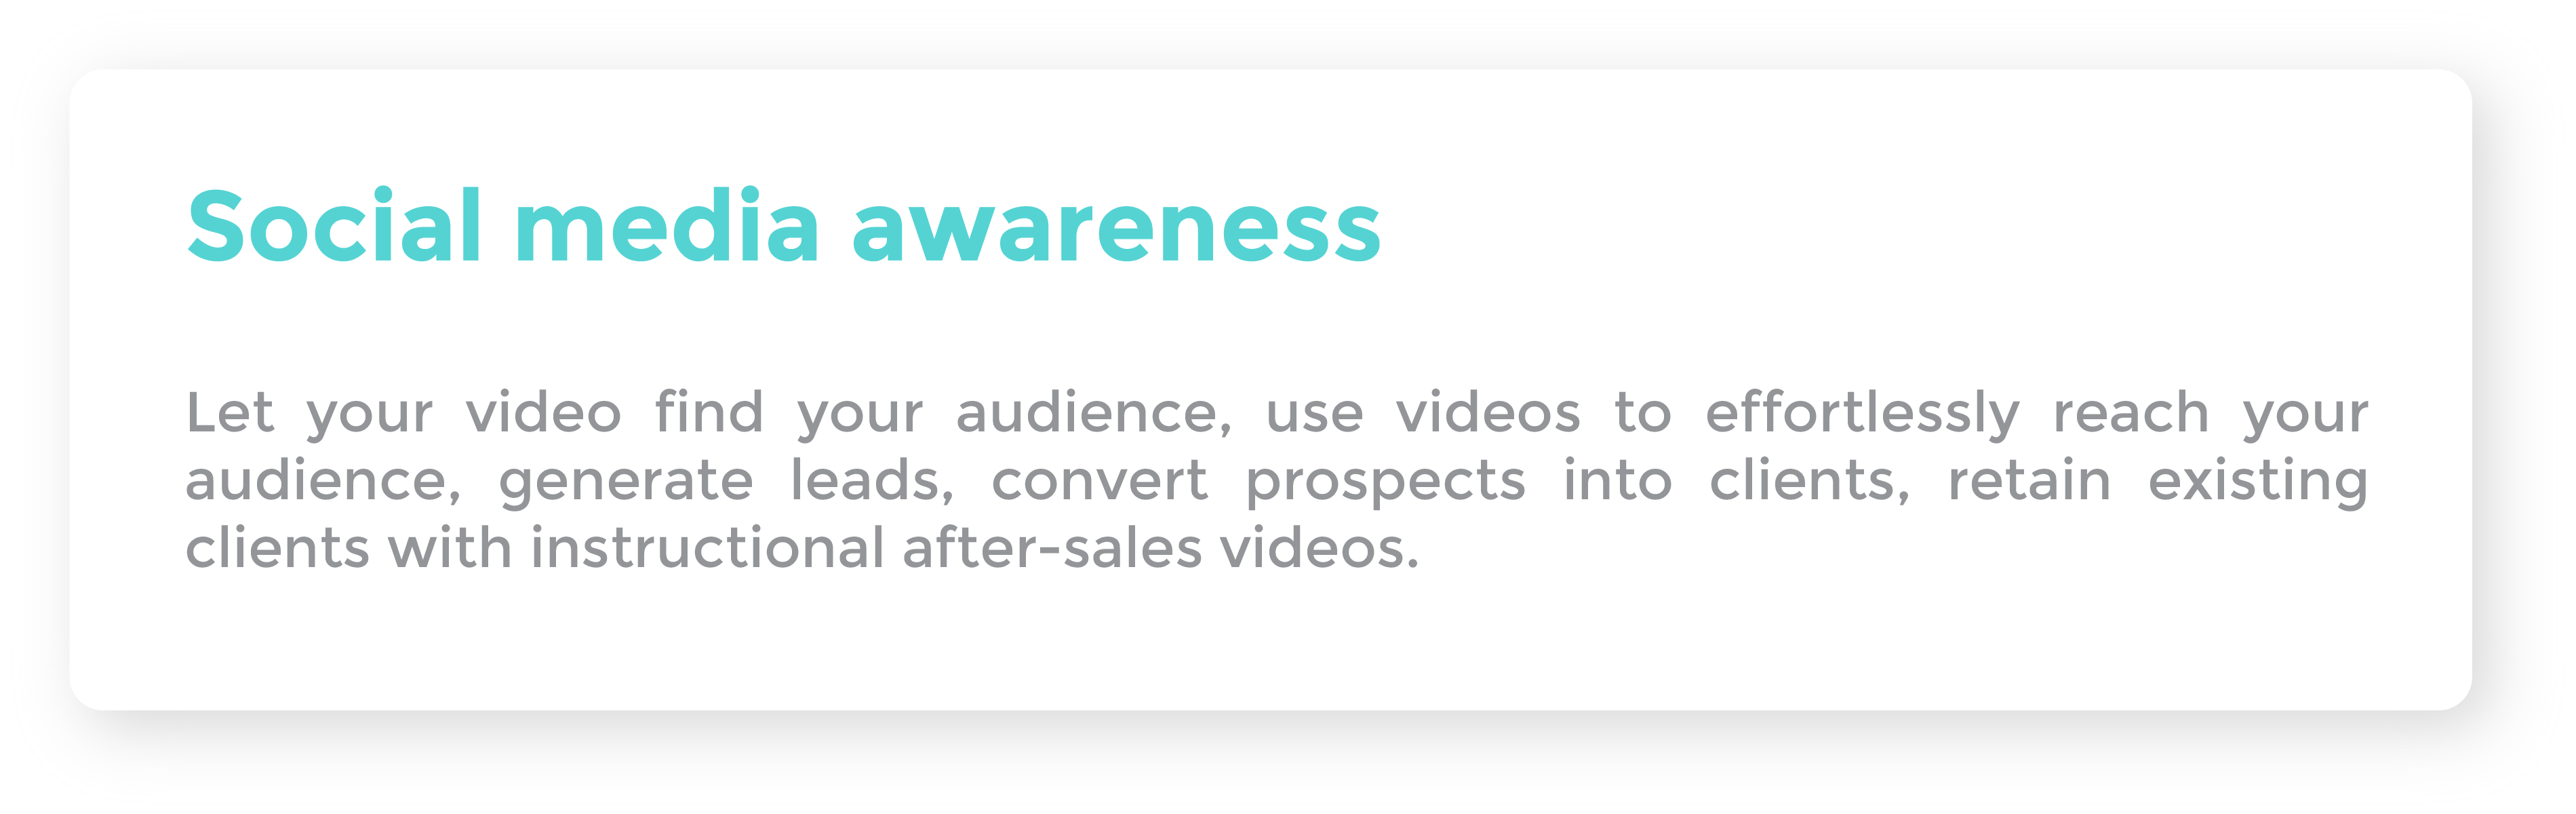 Social media awareness
Let your video find your audience, use videos to effortlessly reach your
audience, generate leads, convert prospects into clients, retain existing
clients with instructional after-sales videos.